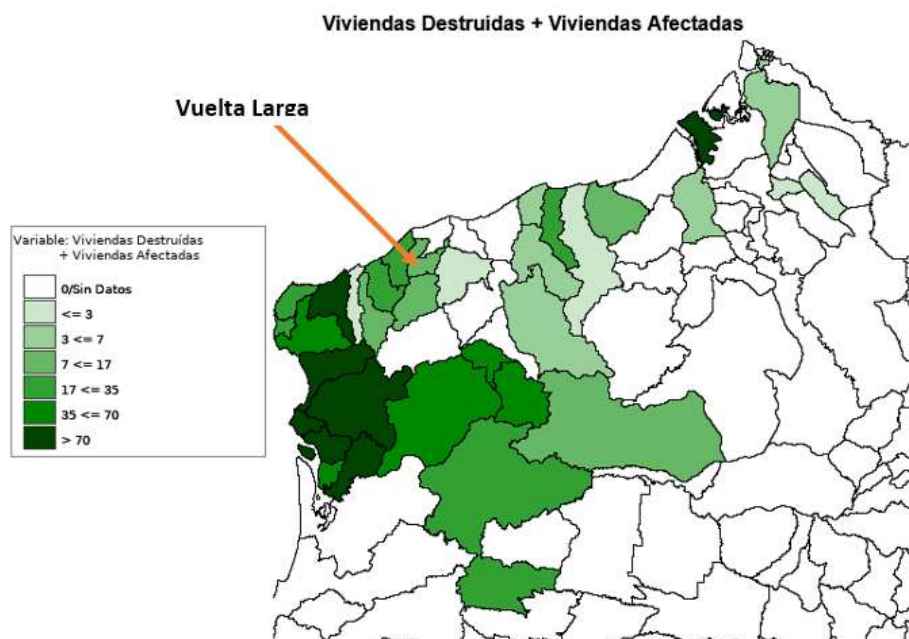 Viviendas Destruidas + Viviendas Afectadas
Vuelta Larga
Variable: Viviendas Destruídas
+ Viviendas Afectadas
0/Sin Datos
<= 3
3 <= 7
7 <= 17
17 <= 35
35 <= 70
> 70